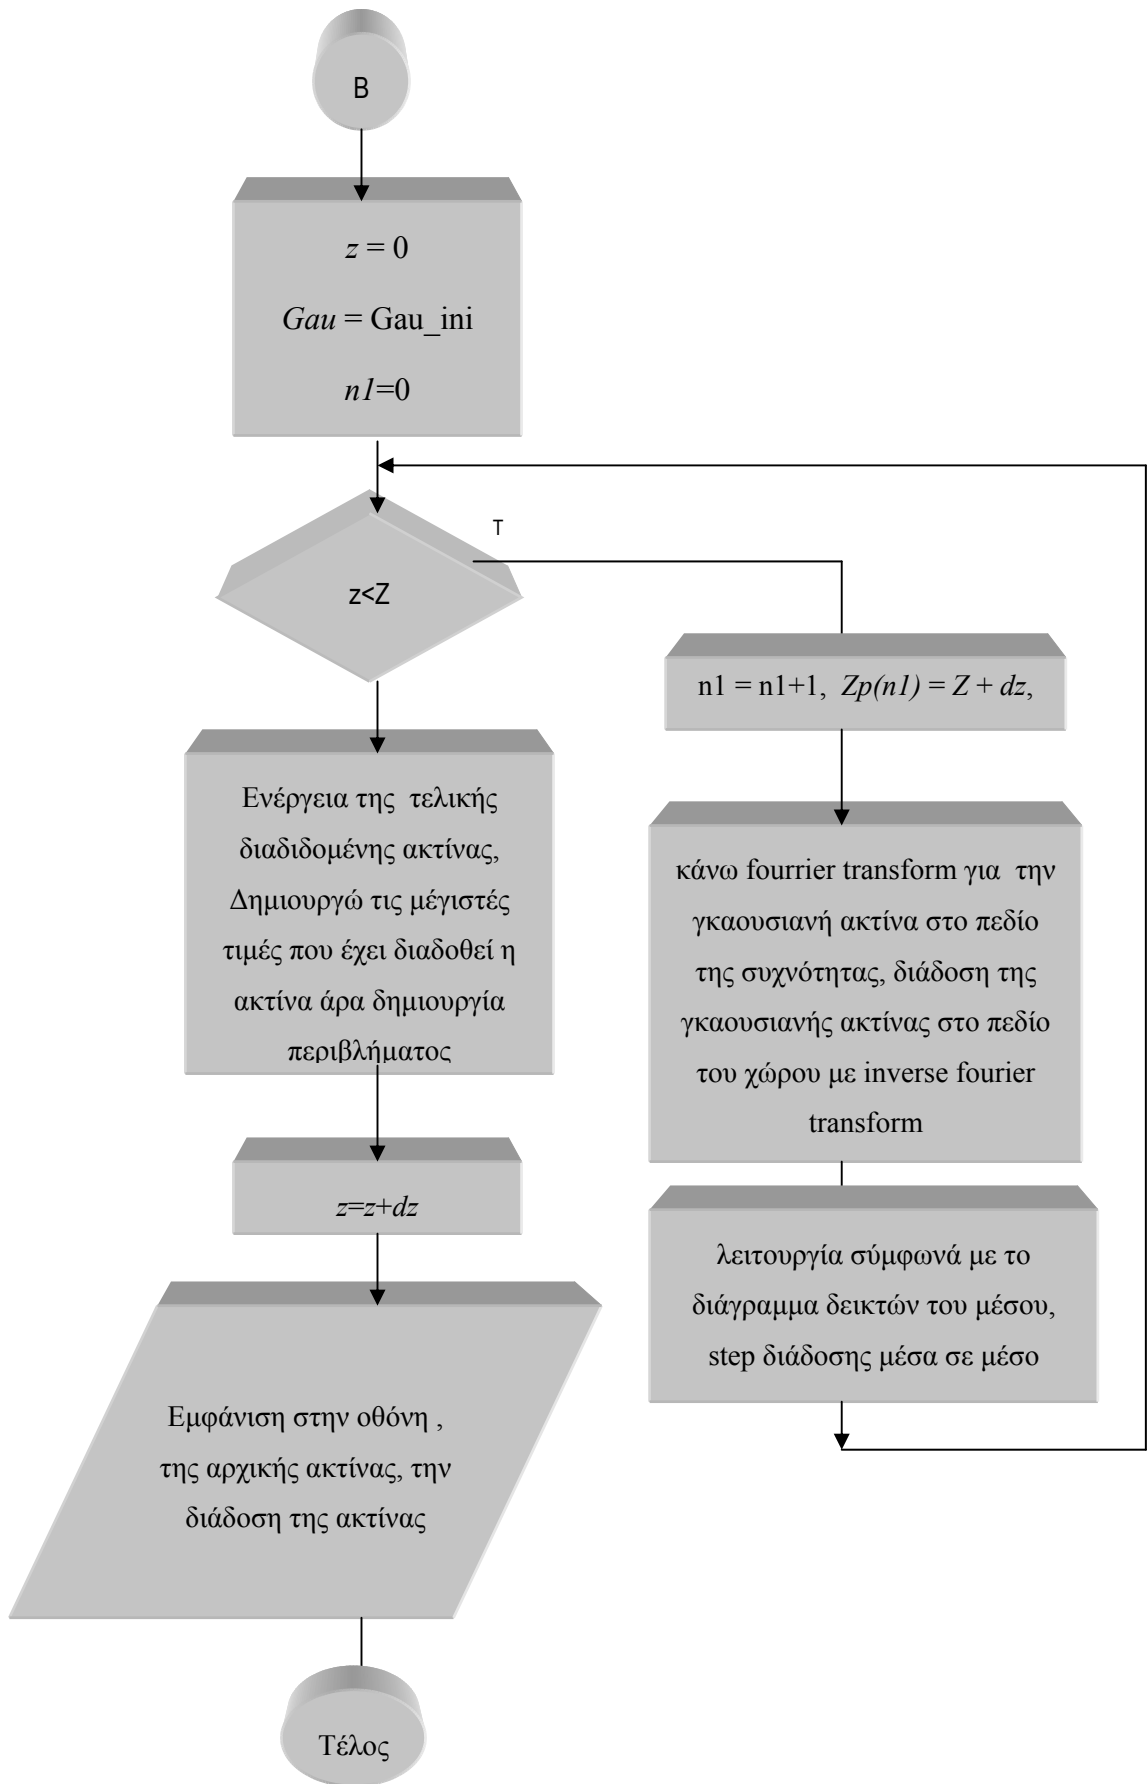 B
z = 0
Gau = Gau_ini
n1=0
T
z<Z
n1 = n1+1, Zp(n1) = Z + dz,
Ενέργεια της τελικής
διαδιδομένης ακτίνας,
Δημιουργώ τις μέγιστές
τιμές που έχει διαδοθεί η
ακτίνα άρα δημιουργία
περιβλήματος
κάνω fourrier transform για την
γκαουσιανή ακτίνα στο πεδίο
της συχνότητας, διάδοση της
γκαουσιανής ακτίνας στο πεδίο
του χώρου με inverse fourier
transform
z=z+dz
λειτουργία σύμφωνά με το
διάγραμμα δεικτών του μέσου,
step διάδοσης μέσα σε μέσο
Εμφάνιση στην οθόνη ,
της αρχικής ακτίνας, την
διάδοση της ακτίνας
Τέλος